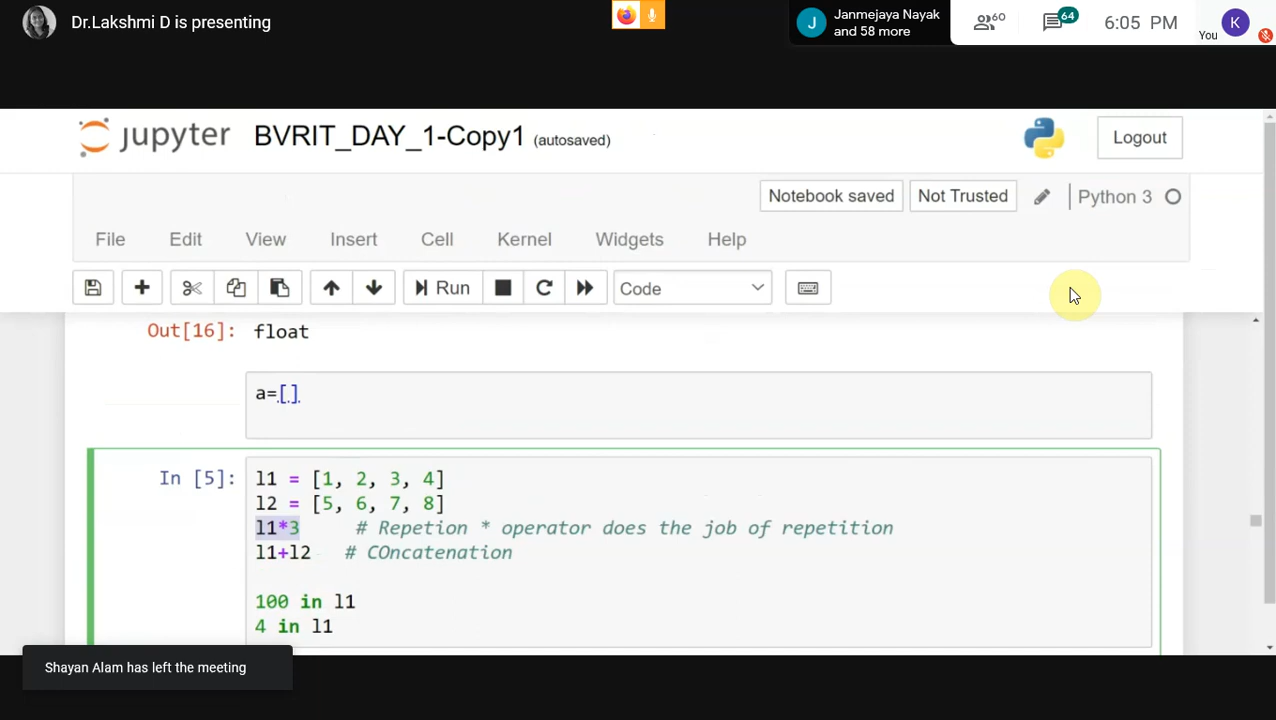 Dr.Lakshmi D is presenting
J
Janmejaya Nayak
and 58 more
60
64
6:05 PM
You
K
jupyter BVRIT_DAY_1-Copy1 (autosaved)
Logout
Notebook saved
Not Trusted
Python 3
File Edit View Insert Cell Kernel Widgets Help
Run
Code
Out[16]: float
a=[]
In [5]: l1 = [1, 2, 3, 4]
l2 = [5, 6, 7, 8]
l1*3 # Repetion * operator does the job of repetition
l1+l2 # COncatenation
100 in l1
4 in l1
Shayan Alam has left the meeting